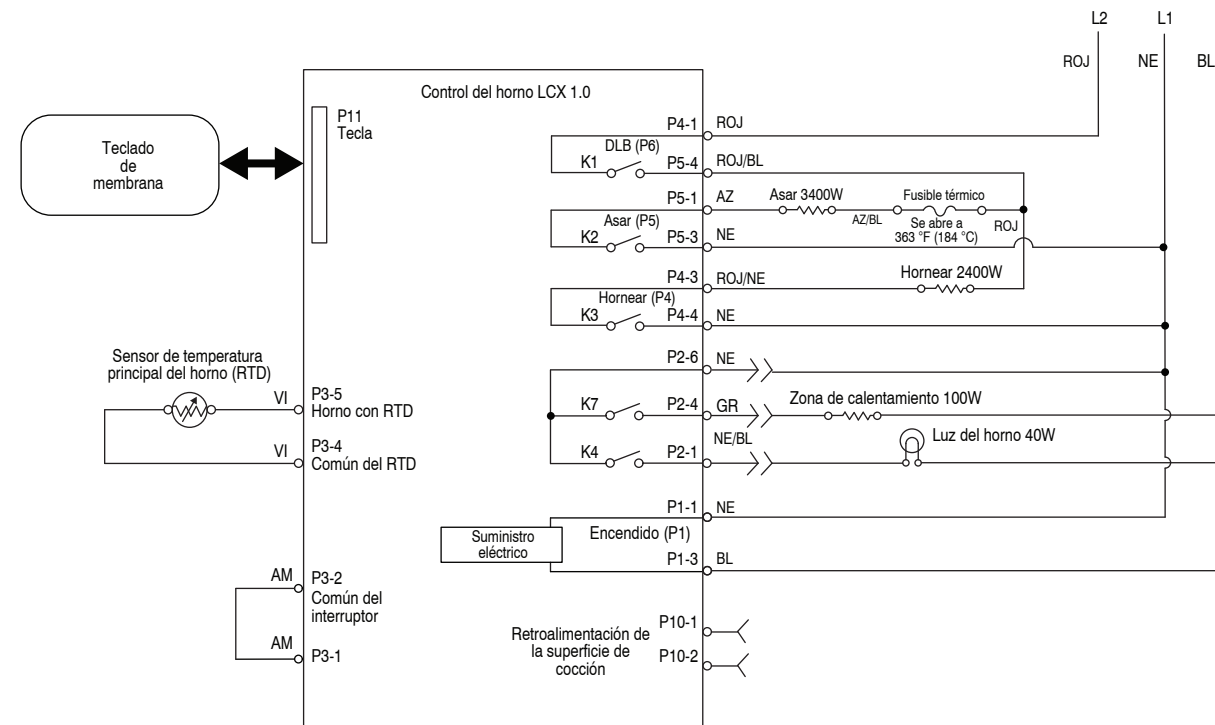 L2 L1
ROJ NE BL
Control del horno LCX 1.0
P11
Tecla
Teclado
de
membrana
P4-1 ROJ
DLB (P6)
K1 P5-4 ROJ/BL
P5-1 AZ Asar 3400W Fusible térmico
AZ/BL Se abre a ROJ
363 °F (184 °C)
Asar (P5)
K2 P5-3 NE
P4-3 ROJ/NE Hornear 2400W
Hornear (P4)
K3 P4-4 NE
P2-6 NE
K7 P2-4 GR Zona de calentamiento 100W
NE/BL
K4 P2-1 Luz del horno 40W
Sensor de temperatura
principal del horno (RTD)
VI P3-5
Horno con RTD
VI P3-4
Común del RTD
P1-1 NE
Suministro
eléctrico
Encendido (P1)
P1-3 BL
AM P3-2
Común del
interruptor
AM P3-1
Retroalimentación de
la superficie de
cocción
P10-1
P10-2